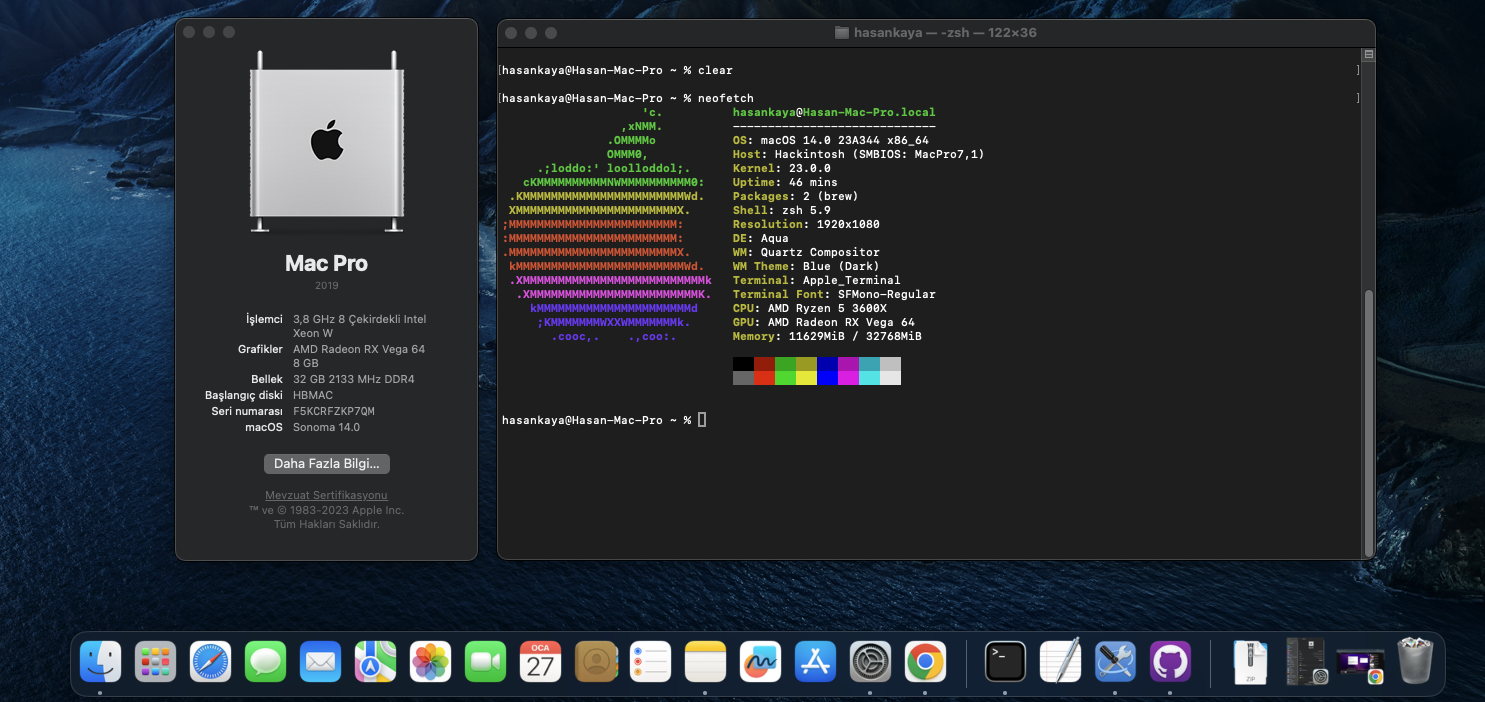 Mac Pro
2019
İşlemci 3,8 GHz 8 Çekirdekli Intel
Xeon W
Grafikler AMD Radeon RX Vega 64
8 GB
Bellek 32 GB 2133 MHz DDR4
Başlangıç diski HBMAC
Seri numarası F5KCRFZKP7QM
macOS Sonoma 14.0
Daha Fazla Bilgi...
Mevzuat Sertifikasyonu
™ ve © 1983-2023 Apple Inc.
Tüm Hakları Saklıdır.
hasankaya — -zsh — 122×36
[hasankaya@Hasan-Mac-Pro ~ % clear ]
[hasankaya@Hasan-Mac-Pro ~ % neofetch ]
'c. hasankaya@Hasan-Mac-Pro.local
,xNMM. -----------------------------
.OMMMMo OS: macOS 14.0 23A344 x86_64
OMMM0, Host: Hackintosh (SMBIOS: MacPro7,1)
.;loddo:' loolloddol;. Kernel: 23.0.0
cKMMMMMMMMMMNWMMMMMMMMMM0: Uptime: 46 mins
.KMMMMMMMMMMMMMMMMMMMMMMMWd. Packages: 2 (brew)
XMMMMMMMMMMMMMMMMMMMMMMMX. Shell: zsh 5.9
;MMMMMMMMMMMMMMMMMMMMMMMM: Resolution: 1920x1080
:MMMMMMMMMMMMMMMMMMMMMMMM: DE: Aqua
.MMMMMMMMMMMMMMMMMMMMMMMMX. WM: Quartz Compositor
kMMMMMMMMMMMMMMMMMMMMMMMMWd. WM Theme: Blue (Dark)
.XMMMMMMMMMMMMMMMMMMMMMMMMMMk Terminal: Apple_Terminal
.XMMMMMMMMMMMMMMMMMMMMMMMMK. Terminal Font: SFMono-Regular
kMMMMMMMMMMMMMMMMMMMMMMd CPU: AMD Ryzen 5 3600X
;KMMMMMMMWXXWMMMMMMMk. GPU: AMD Radeon RX Vega 64
.cooc,. .,coo:. Memory: 11629MiB / 32768MiB
hasankaya@Hasan-Mac-Pro ~ %
OCA
27
>_
ZIP